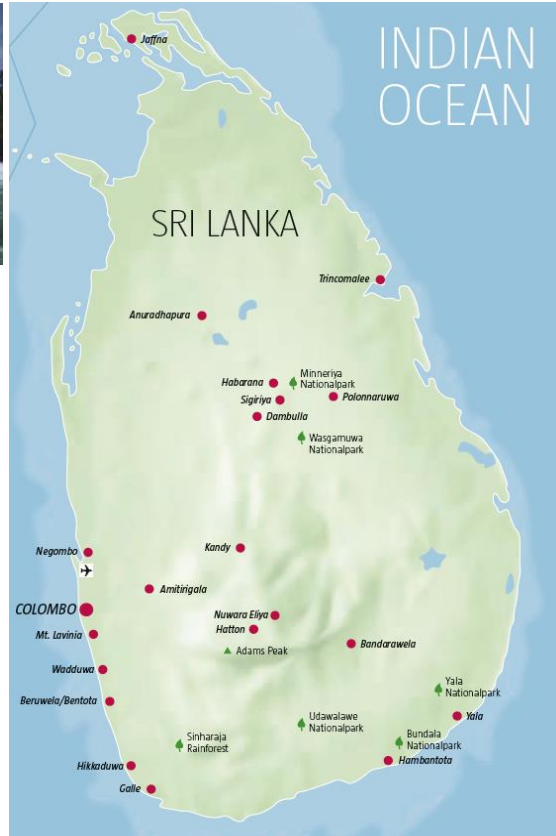 INDIAN
OCEAN
Jaffna
SRI LANKA
Trincomalee
Anuradhapura
Habarana
Minneriya
Nationalpark
Sigiriya
Polonnaruwa
Dambulla
Wasgamuwa
Nationalpark
Negombo
Kandy
Amitirigala
COLOMBO
Nuwara Eliya
Mt. Lavinia
Hatton
Bandarawela
Adams Peak
Wadduwa
Yala
Nationalpark
Beruwela/Bentota
Yala
Udawalawe
Nationalpark
Sinharaja
Rainforest
Bundala
Nationalpark
Hikkaduwa
Hambantota
Galle